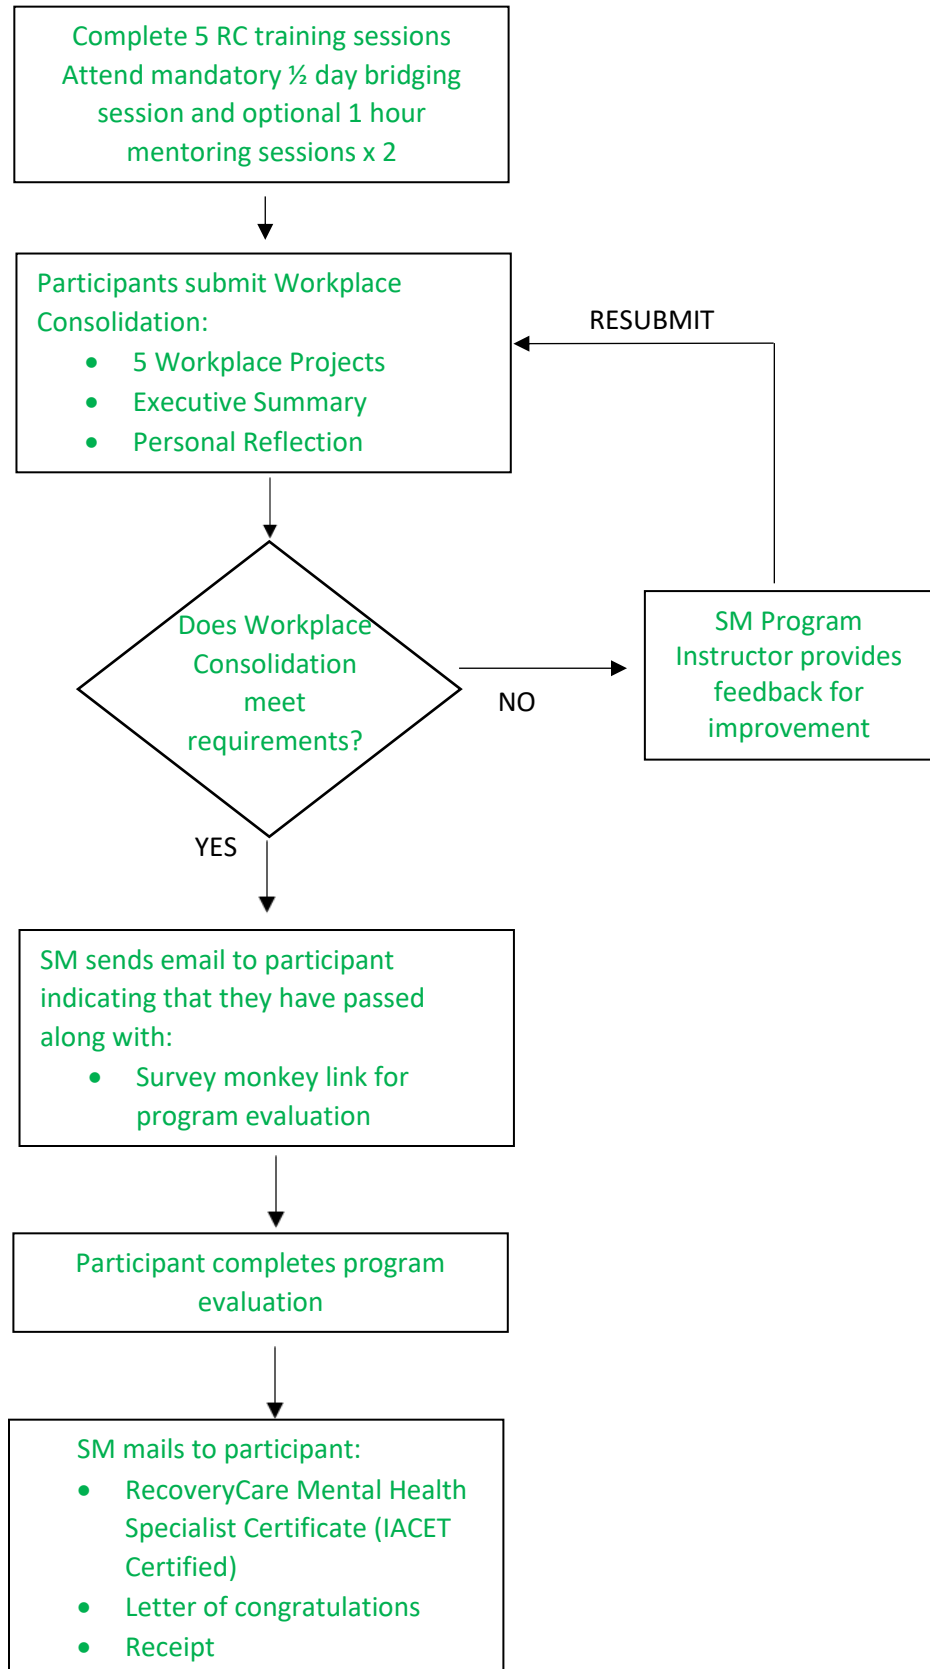 Complete 5 RC training sessions
Attend mandatory ½ day bridging
session and optional 1 hour
mentoring sessions x 2
Participants submit Workplace
Consolidation:
• 5 Workplace Projects
• Executive Summary
• Personal Reflection
RESUBMIT
Does Workplace
Consolidation
meet
requirements?
NO
SM Program
Instructor provides
feedback for
improvement
YES
SM sends email to participant
indicating that they have passed
along with:
• Survey monkey link for
program evaluation
Participant completes program
evaluation
SM mails to participant:
• RecoveryCare Mental Health
Specialist Certificate (IACET
Certified)
• Letter of congratulations
• Receipt